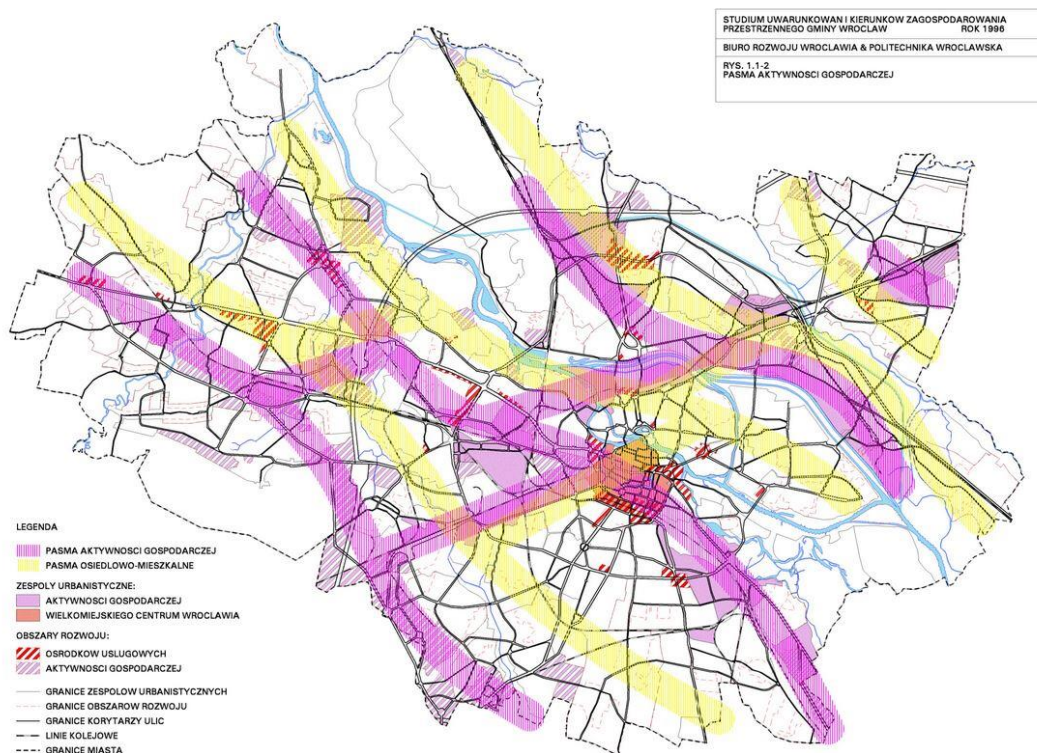 STUDIUM UWARUNKOWAN I KIERUNKOW ZAGOSPODAROWANIA
PRZESTRZENNEGO GMINY WROCLAW ROK 1996
BIURO ROZWOJU WROCLAWIA & POLITECHNIKA WROCLAWSKA
RYS. 1.1-2
PASMA AKTYWNOSCI GOSPODARCZEJ
LEGENDA
PASMA AKTYWNOSCI GOSPODARCZEJ
PASMA OSIEDLOWO-MIESZKALNE
ZESPOLY URBANISTYCZNE:
AKTYWNOSCI GOSPODARCZEJ
WIELKOMIEJSKIEGO CENTRUM WROCLAWIA
OBSZARY ROZWOJU:
OSRODKOW USLUGOWYCH
AKTYWNOSCI GOSPODARCZEJ
GRANICE ZESPOLOW URBANISTYCZNYCH
GRANICE OBSZAROW ROZWOJU
GRANICE KORYTARZY ULIC
LINIE KOLEJOWE
GRANICE MIASTA